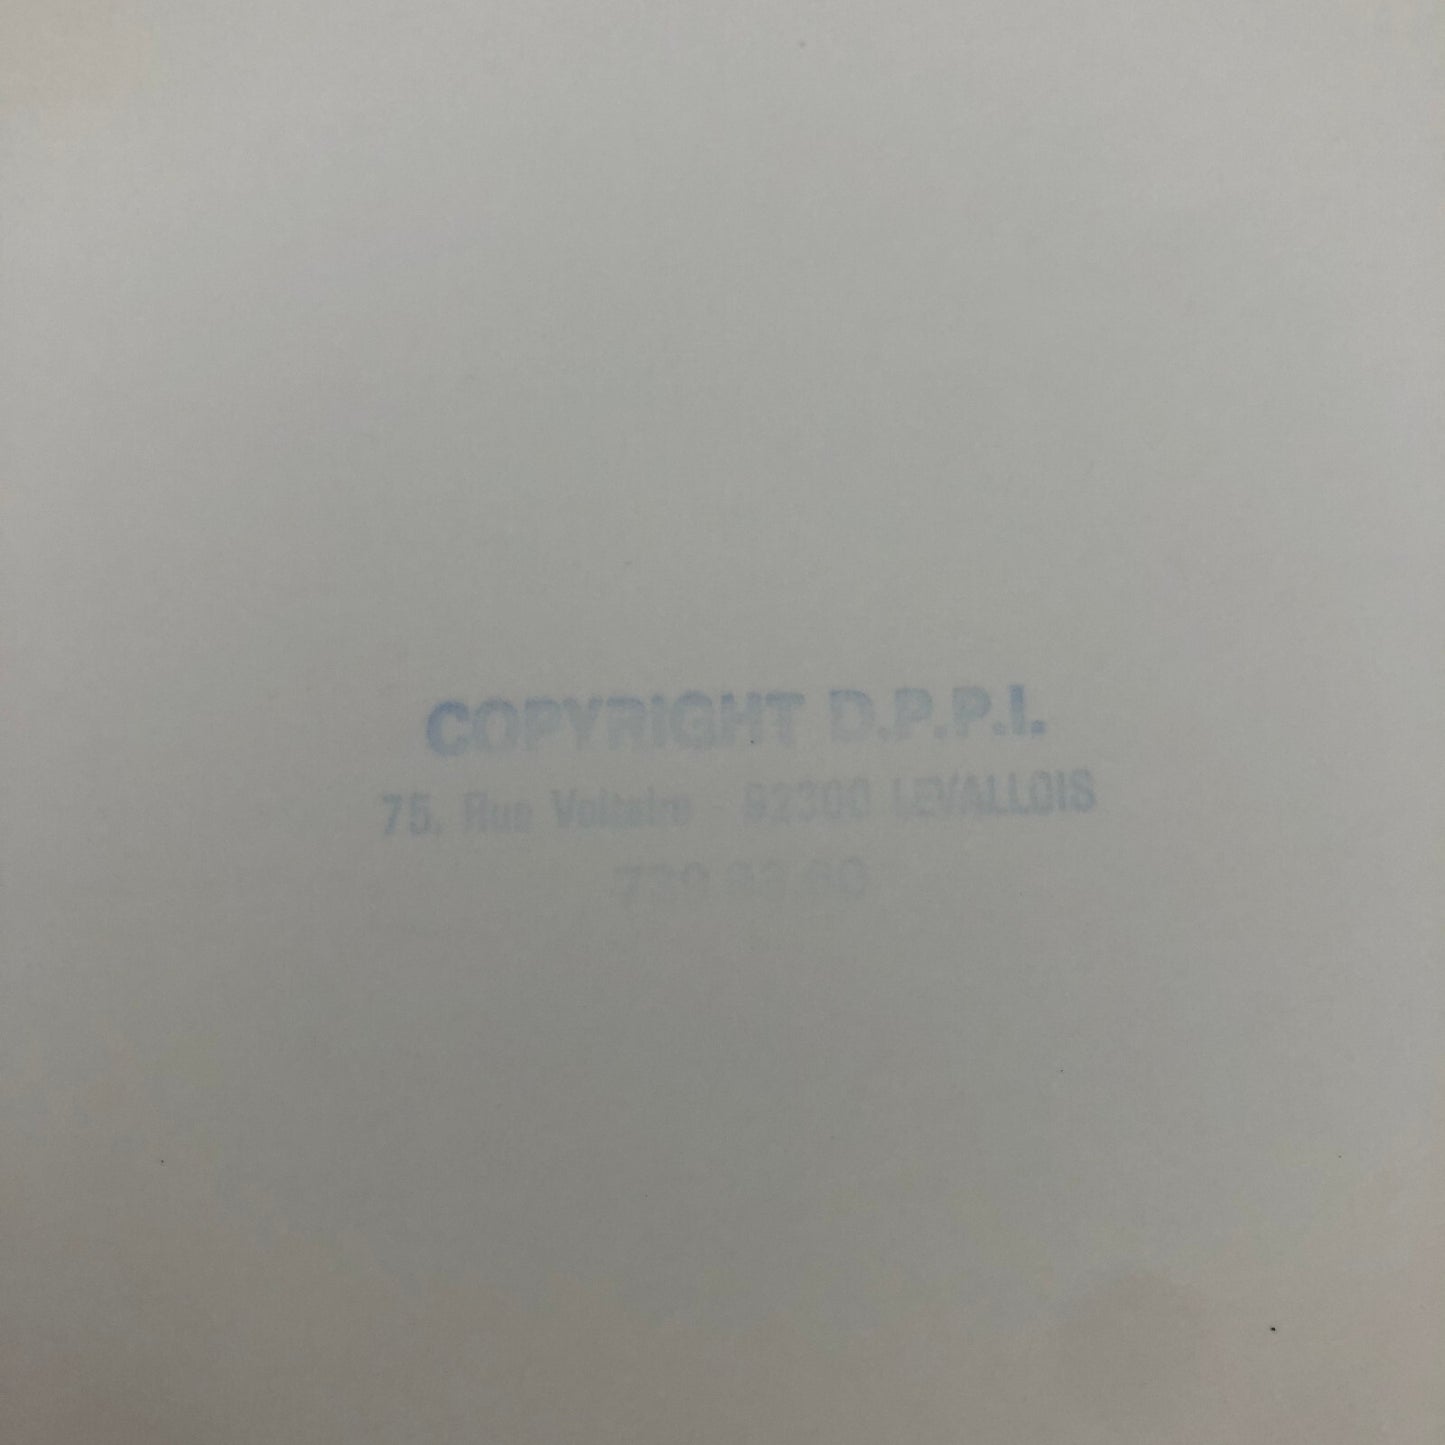 COPYRIGHT D.P.P.I.
75, Rue Voltaire - 92300 LEVALLOIS